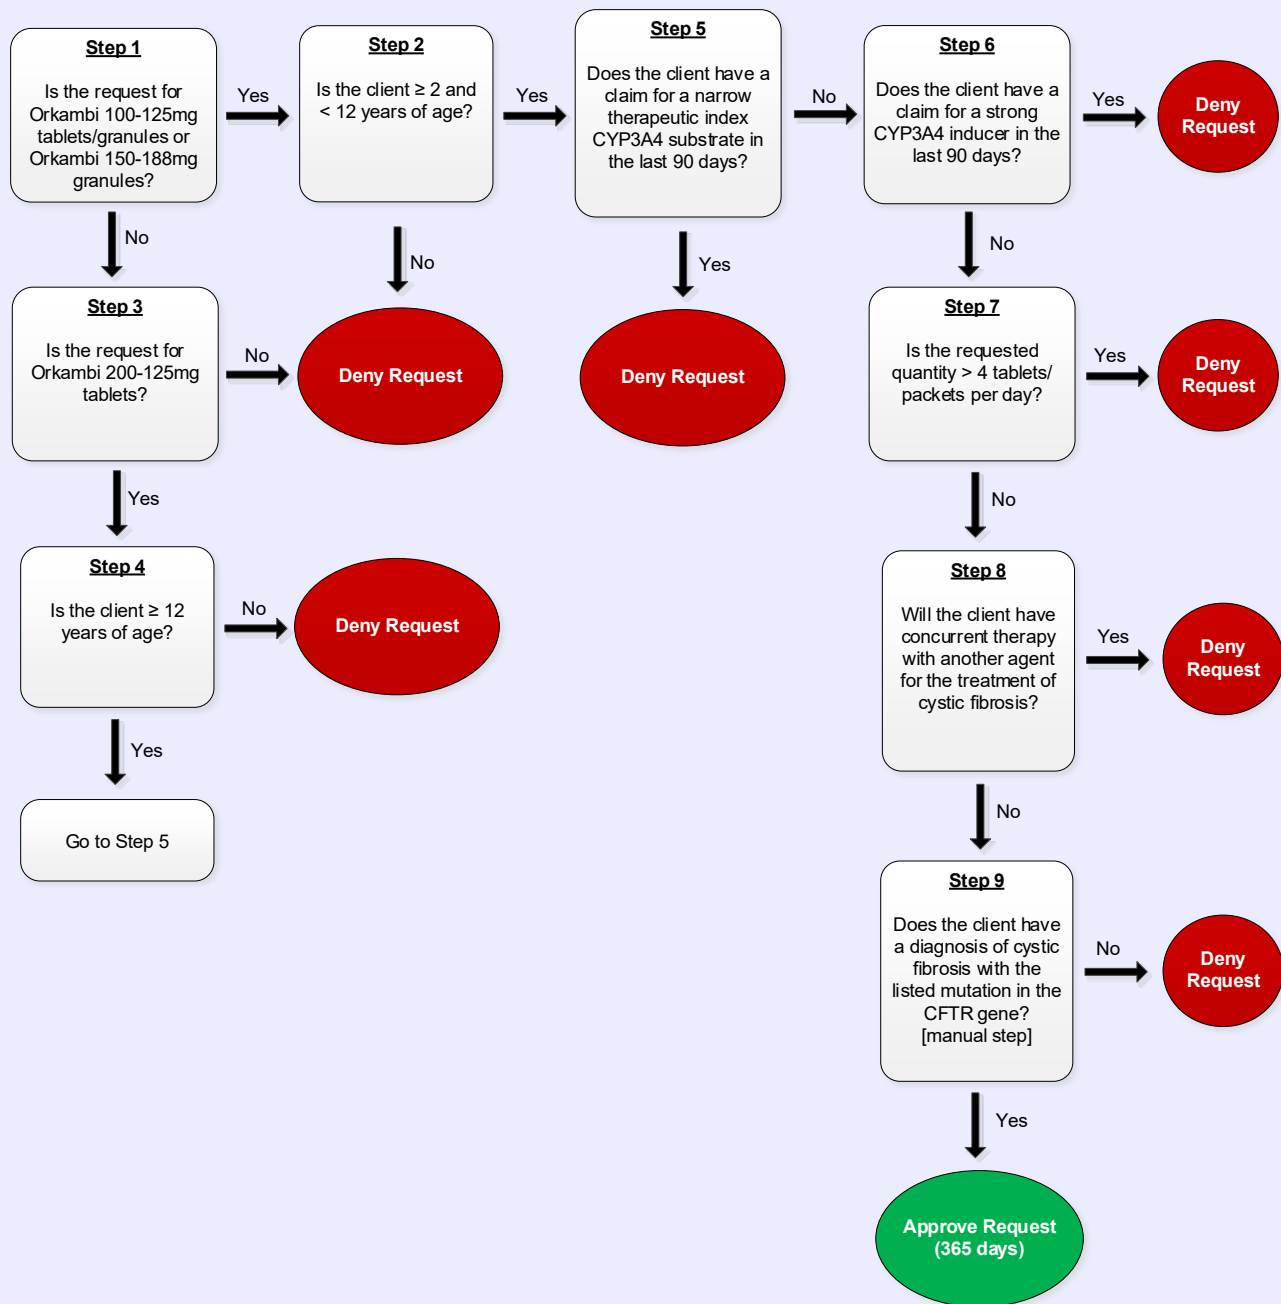 Step 1
Is the request for
Orkambi 100-125mg
tablets/granules or
Orkambi 150-188mg
granules?
Yes
No
Step 2
Is the client ≥ 2 and
< 12 years of age?
Yes
No
Deny Request
Step 3
Is the request for
Orkambi 200-125mg
tablets?
No
Yes
Step 4
Is the client ≥ 12
years of age?
No
Deny Request
Yes
Go to Step 5
Step 5
Does the client have a
claim for a narrow
therapeutic index
CYP3A4 substrate in
the last 90 days?
No
Yes
Deny Request
Step 6
Does the client have a
claim for a strong
CYP3A4 inducer in the
last 90 days?
Yes
Deny
Request
No
Step 7
Is the requested
quantity > 4 tablets/
packets per day?
Yes
Deny
Request
No
Step 8
Will the client have
concurrent therapy
with another agent
for the treatment of
cystic fibrosis?
Yes
Deny
Request
No
Step 9
Does the client have
a diagnosis of cystic
fibrosis with the
listed mutation in the
CFTR gene?
[manual step]
No
Deny
Request
Yes
Approve Request
(365 days)